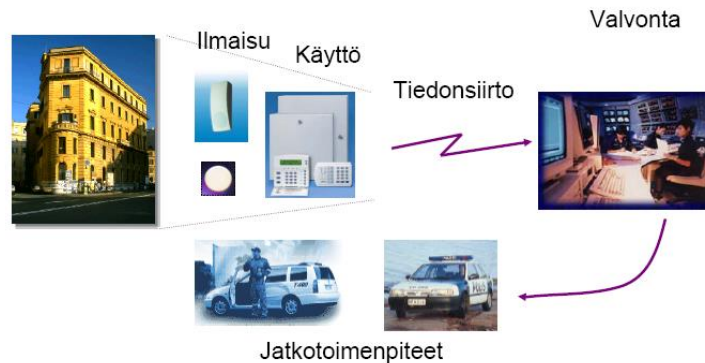 Valvonta
Ilmaisu
Käyttö
Tiedonsiirto
Jatkotoimenpiteet